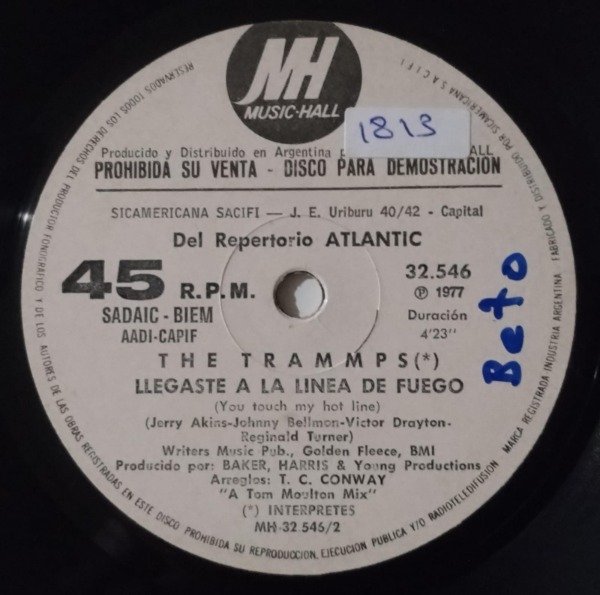 MH
MUSIC-HALL
1813
Producido y Distribuido en Argentina
PROHIBIDA SU VENTA - DISCO PARA DEMOSTRACION
SICAMERICANA SACIFI — J. E. Uriburu 40/42 - Capital
Del Repertorio ATLANTIC
45 R.P.M.
32.546
℗ 1977
SADAIC - BIEM
AADI-CAPIF
Duración
4'23"
Beto
THE TRAMMPS(*)
LLEGASTE A LA LINEA DE FUEGO
(You touch my hot line)
(Jerry Akins-Johnny Bellmon-Victor Drayton-
Reginald Turner)
Writers Music Pub., Golden Fleece, BMI
Producido por: BAKER, HARRIS & Young Productions
Arreglos: T. C. CONWAY
"A Tom Moulton Mix"
(*) INTERPRETES
MH-32.546/2
RESERVADOS TODOS LOS DERECHOS DEL PRODUCTOR FONOGRAFICO Y DE LOS AUTORES DE LAS OBRAS REGISTRADAS EN ESTE DISCO PROHIBIDA SU REPRODUCCION, EJECUCION PUBLICA Y/O RADIOTELEDIFUSION
MARCA REGISTRADA INDUSTRIA ARGENTINA FABRICADO Y DISTRIBUIDO POR SICAMERICANA S A C I F I